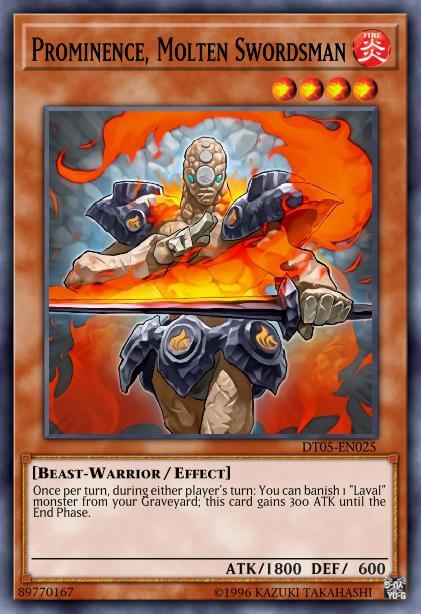 PROMINENCE, MOLTEN SWORDSMAN
FIRE
炎
DT05-EN025
[BEAST-WARRIOR / EFFECT]
Once per turn, during either player's turn: You can banish 1 "Laval"
monster from your Graveyard; this card gains 300 ATK until the
End Phase.
ATK/1800 DEF/ 600
89770167
©1996 KAZUKI TAKAHASHI